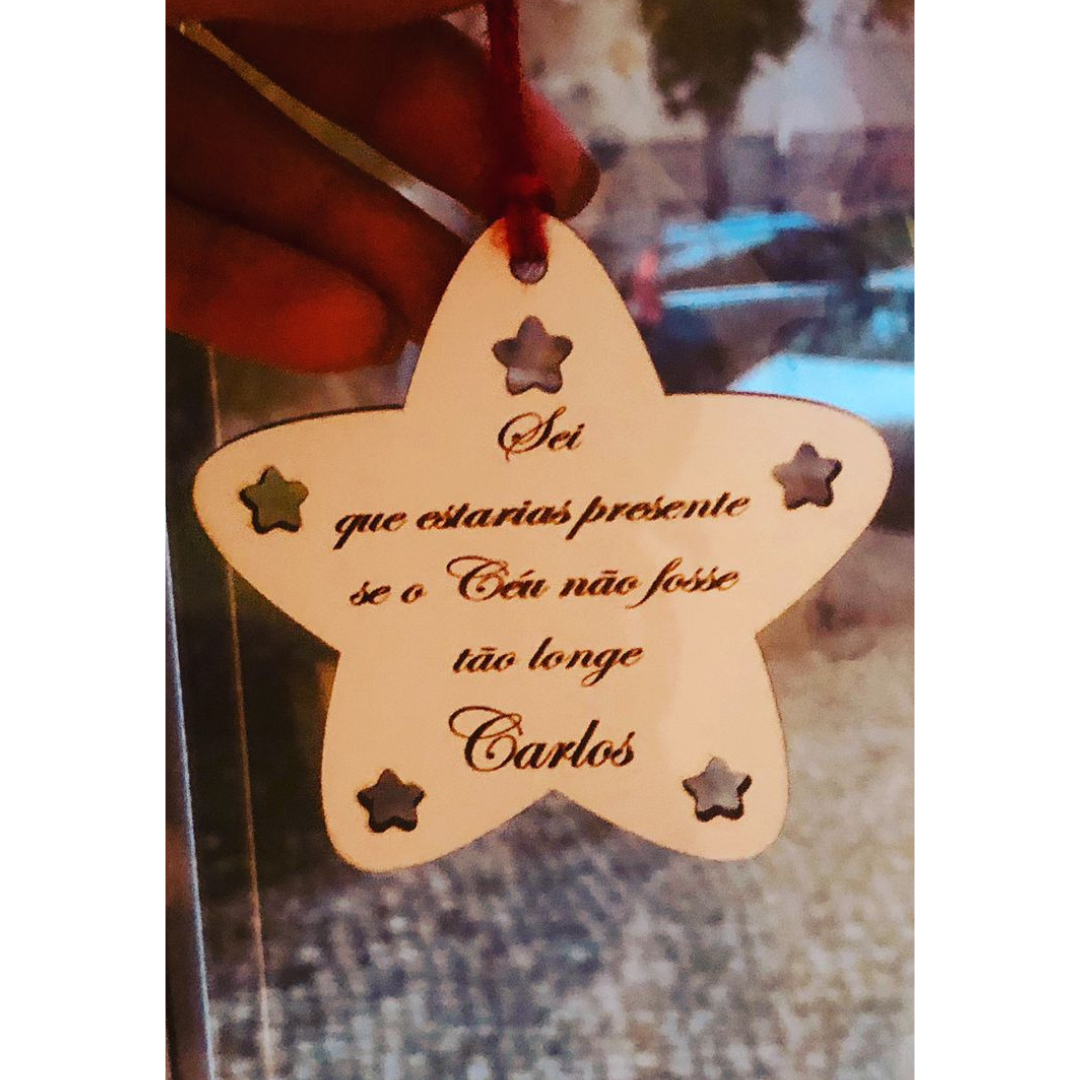 Sei
que estarias presente
se o Céu não fosse
tão longe
Carlos